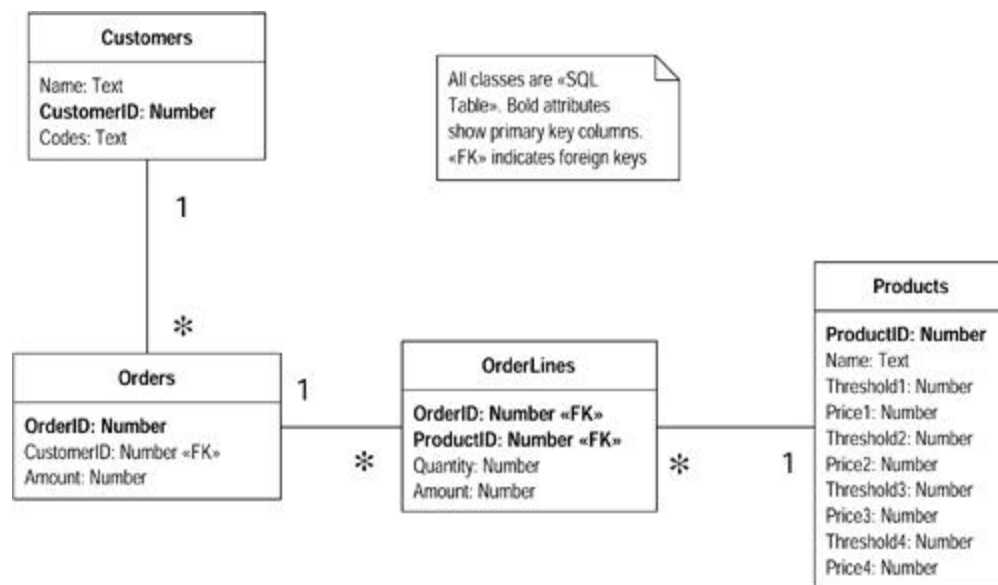 Customers
Name: Text
CustomerID: Number
Codes: Text
All classes are «SQL
Table». Bold attributes
show primary key columns.
«FK» indicates foreign keys
1
*
Orders
OrderID: Number
CustomerID: Number «FK»
Amount: Number
1
*
OrderLines
OrderID: Number «FK»
ProductID: Number «FK»
Quantity: Number
Amount: Number
*
1
Products
ProductID: Number
Name: Text
Threshold1: Number
Price1: Number
Threshold2: Number
Price2: Number
Threshold3: Number
Price3: Number
Threshold4: Number
Price4: Number